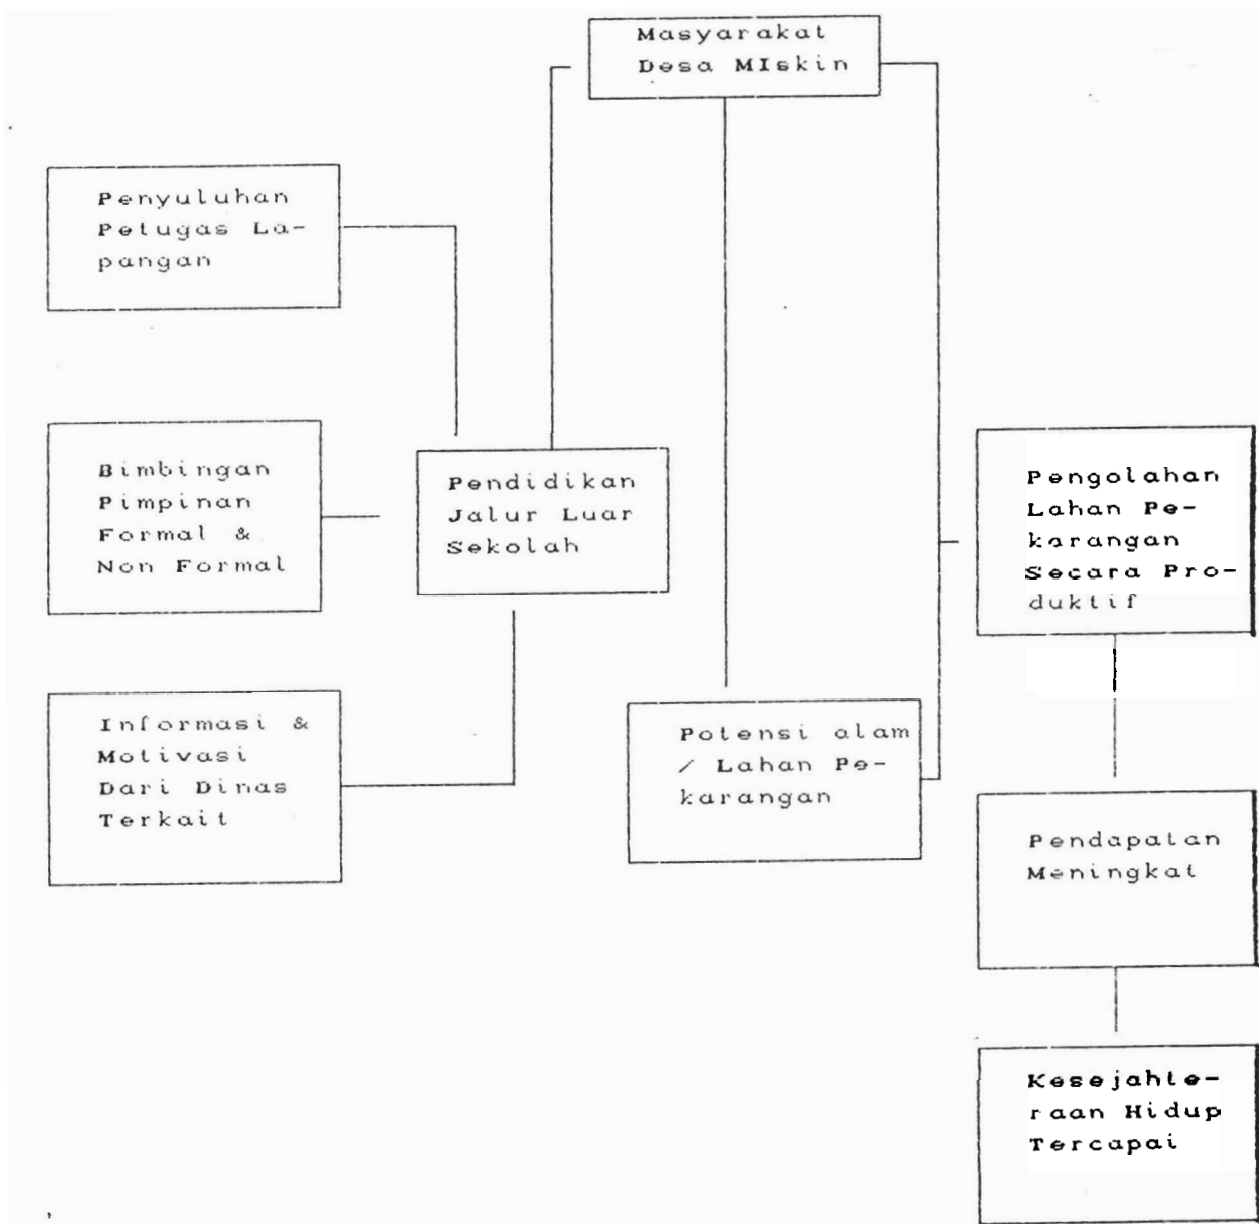 Masyarakat
Desa MIskin
Penyuluhan
Petugas La-
pangan
Bimbingan
Pimpinan
Formal &
Non Formal
Pendidikan
Jalur Luar
Sekolah
Informasi &
Motivasi
Dari Dinas
Terkait
Potensi alam
/ Lahan Pe-
karangan
Pengolahan
Lahan Pe-
karangan
Secara Pro-
duktif
Pendapatan
Meningkat
Kesejahte-
raan Hidup
Tercapai